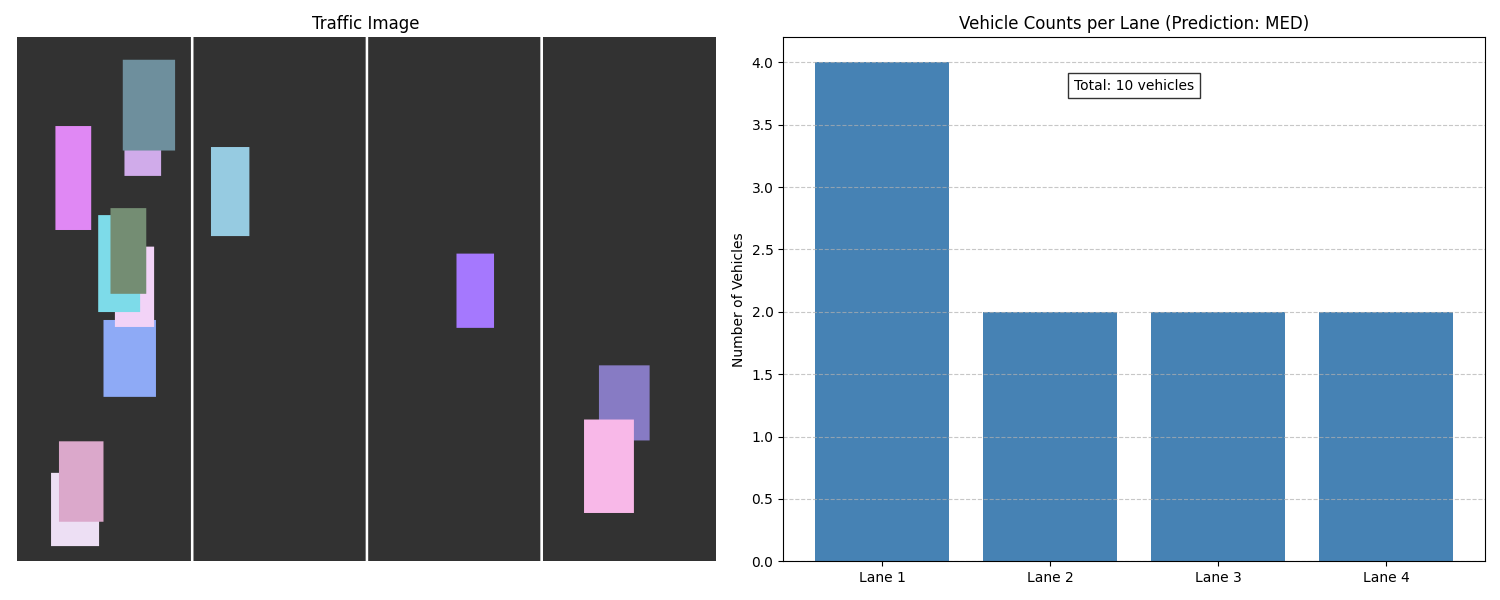 Traffic Image
Vehicle Counts per Lane (Prediction: MED)
Total: 10 vehicles
Number of Vehicles
4.0
3.5
3.0
2.5
2.0
1.5
1.0
0.5
0.0
Lane 1 Lane 2 Lane 3 Lane 4